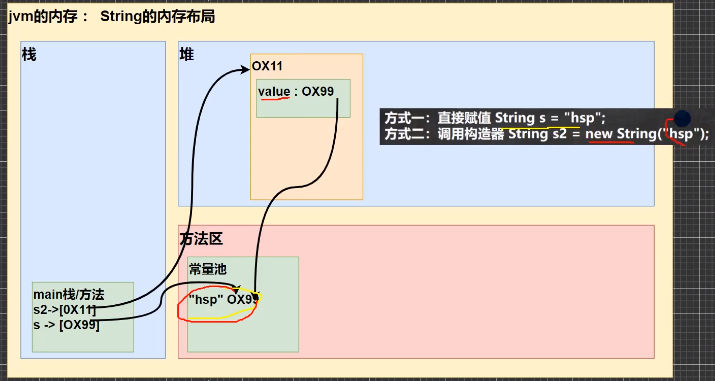 jvm的内存： String的内存布局
栈
堆
OX11
value : OX99
方式一：直接赋值 String s = "hsp";
方式二：调用构造器 String s2 = new String("hsp");
方法区
常量池
"hsp" OX99
main栈/方法
s2->[0X11]
s -> [OX99]